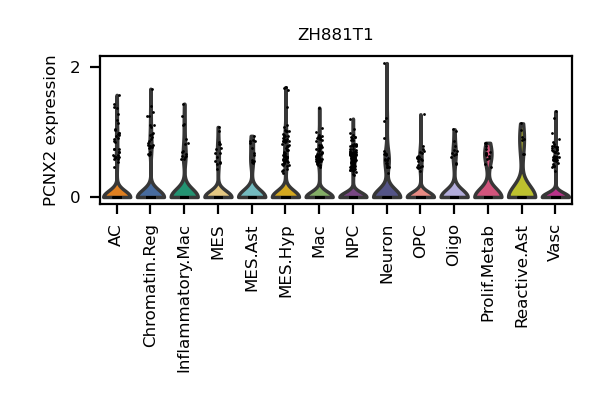 ZH881T1
PCNX2 expression
2
0
AC
Chromatin.Reg
Inflammatory.Mac
MES
MES.Ast
MES.Hyp
Mac
NPC
Neuron
OPC
Oligo
Prolif.Metab
Reactive.Ast
Vasc